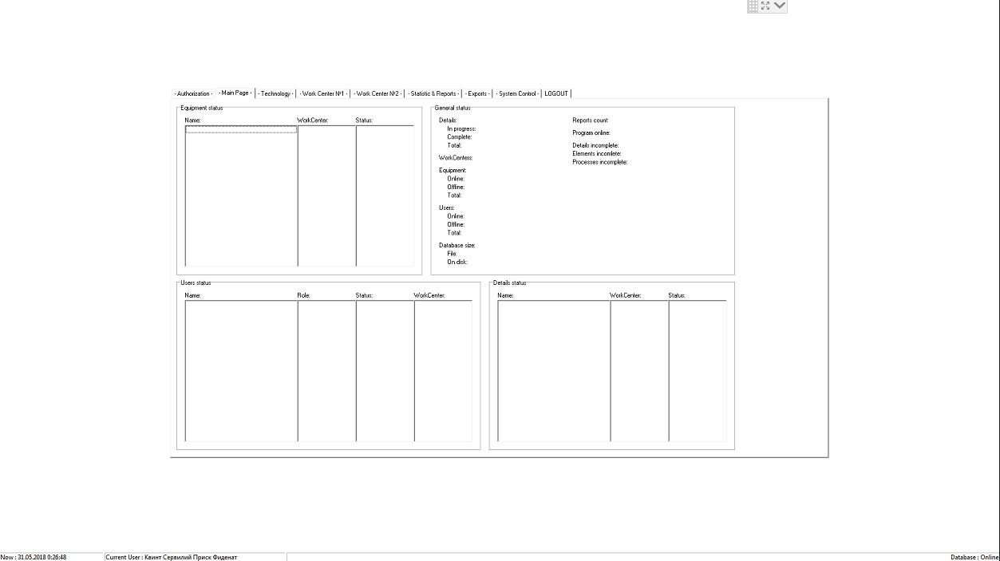 · Authorization · · Main Page · · Technology · · Work Center №1 · · Work Center №2 · · Statistic & Reports · · Exports · · System Control · LOGOUT
Equipment status
Name: WorkCenter: Status:
General status
Details:
In progress:
Complete:
Total:
WorkCenters:
Equipment:
Online:
Offline:
Total:
Users:
Online:
Offline:
Total:
Database size:
File:
On disk:
Reports count:
Program online:
Details incomplete:
Elements incomlete:
Processes incomplete:
Users status
Name: Role: Status: WorkCenter:
Details status
Name: WorkCenter: Status:
Now : 31.05.2018 0:26:48 Current User : Квинт Сервилий Приск Фиденат Database : Online